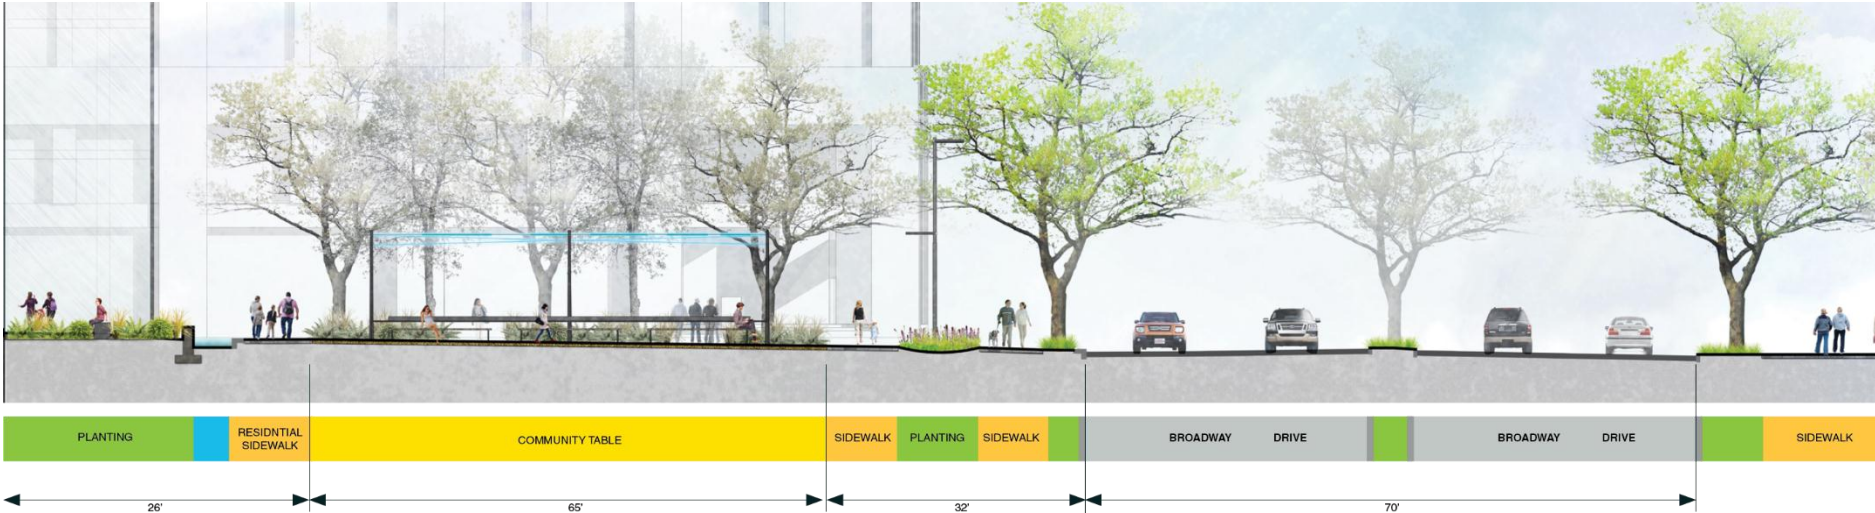 PLANTING
RESIDNTIAL
SIDEWALK
COMMUNITY TABLE
SIDEWALK
PLANTING
SIDEWALK
BROADWAY DRIVE
BROADWAY DRIVE
SIDEWALK
26'
65'
32'
70'